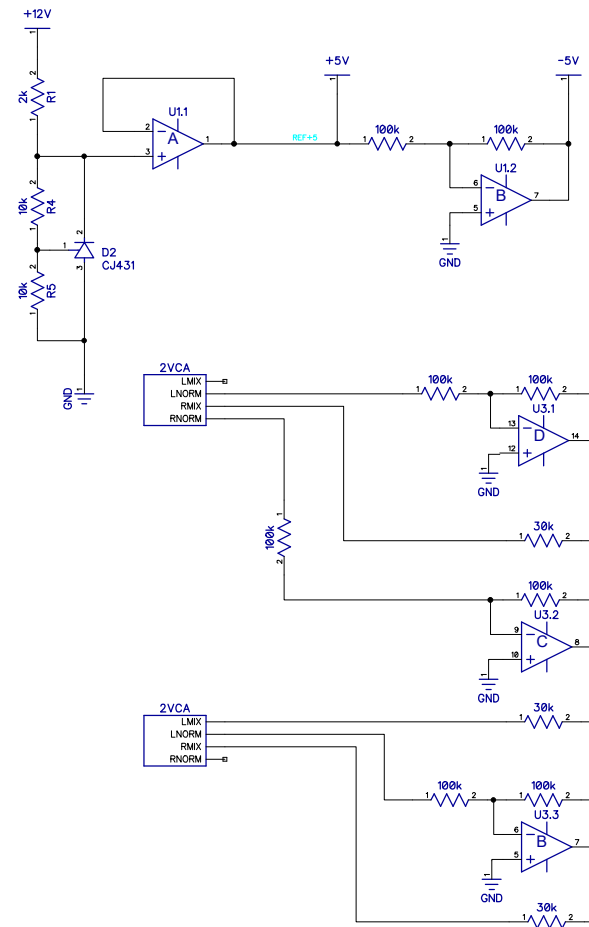 +12V
1
+5V
1
-5V
1
2
2k
R1
1
U1.1
2
A
1
3
REF+5
1
100k
2
1
100k
2
U1.2
6
B
7
5
1
GND
2
10k
R4
1
2
1
D2
CJ431
3
2
10k
R5
1
GND
1
2VCA
LMIX
LNORM
RMIX
RNORM
1
100k
2
1
100k
2
U3.1
13
D
14
12
1
GND
1
100k
2
1
30k
2
1
100k
2
U3.2
9
C
8
10
1
GND
2VCA
LMIX
LNORM
RMIX
RNORM
1
30k
2
1
100k
2
1
100k
2
U3.3
6
B
7
5
1
GND
1
30k
2